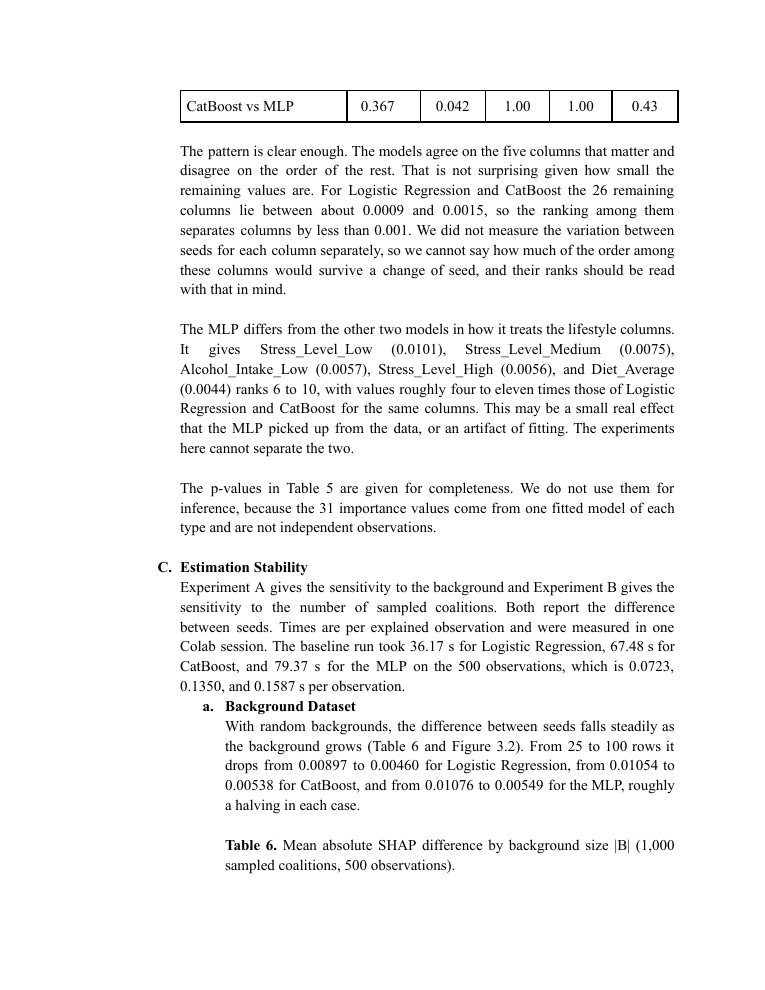 CatBoost vs MLP 0.367 0.042 1.00 1.00 0.43
The pattern is clear enough. The models agree on the five columns that matter and
disagree on the order of the rest. That is not surprising given how small the
remaining values are. For Logistic Regression and CatBoost the 26 remaining
columns lie between about 0.0009 and 0.0015, so the ranking among them
separates columns by less than 0.001. We did not measure the variation between
seeds for each column separately, so we cannot say how much of the order among
these columns would survive a change of seed, and their ranks should be read
with that in mind.
The MLP differs from the other two models in how it treats the lifestyle columns.
It gives Stress_Level_Low (0.0101), Stress_Level_Medium (0.0075),
Alcohol_Intake_Low (0.0057), Stress_Level_High (0.0056), and Diet_Average
(0.0044) ranks 6 to 10, with values roughly four to eleven times those of Logistic
Regression and CatBoost for the same columns. This may be a small real effect
that the MLP picked up from the data, or an artifact of fitting. The experiments
here cannot separate the two.
The p-values in Table 5 are given for completeness. We do not use them for
inference, because the 31 importance values come from one fitted model of each
type and are not independent observations.
C. Estimation Stability
Experiment A gives the sensitivity to the background and Experiment B gives the
sensitivity to the number of sampled coalitions. Both report the difference
between seeds. Times are per explained observation and were measured in one
Colab session. The baseline run took 36.17 s for Logistic Regression, 67.48 s for
CatBoost, and 79.37 s for the MLP on the 500 observations, which is 0.0723,
0.1350, and 0.1587 s per observation.
a. Background Dataset
With random backgrounds, the difference between seeds falls steadily as
the background grows (Table 6 and Figure 3.2). From 25 to 100 rows it
drops from 0.00897 to 0.00460 for Logistic Regression, from 0.01054 to
0.00538 for CatBoost, and from 0.01076 to 0.00549 for the MLP, roughly
a halving in each case.
Table 6. Mean absolute SHAP difference by background size |B| (1,000
sampled coalitions, 500 observations).